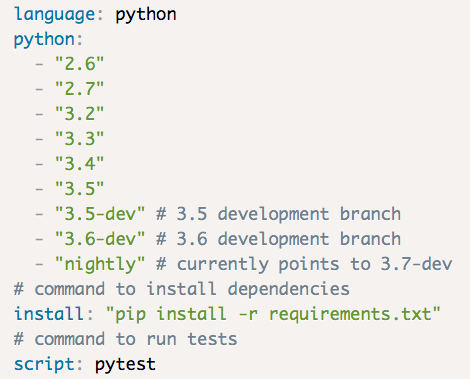 language: python
python:
  - "2.6"
  - "2.7"
  - "3.2"
  - "3.3"
  - "3.4"
  - "3.5"
  - "3.5-dev" # 3.5 development branch
  - "3.6-dev" # 3.6 development branch
  - "nightly" # currently points to 3.7-dev
# command to install dependencies
install: "pip install -r requirements.txt"
# command to run tests
script: pytest